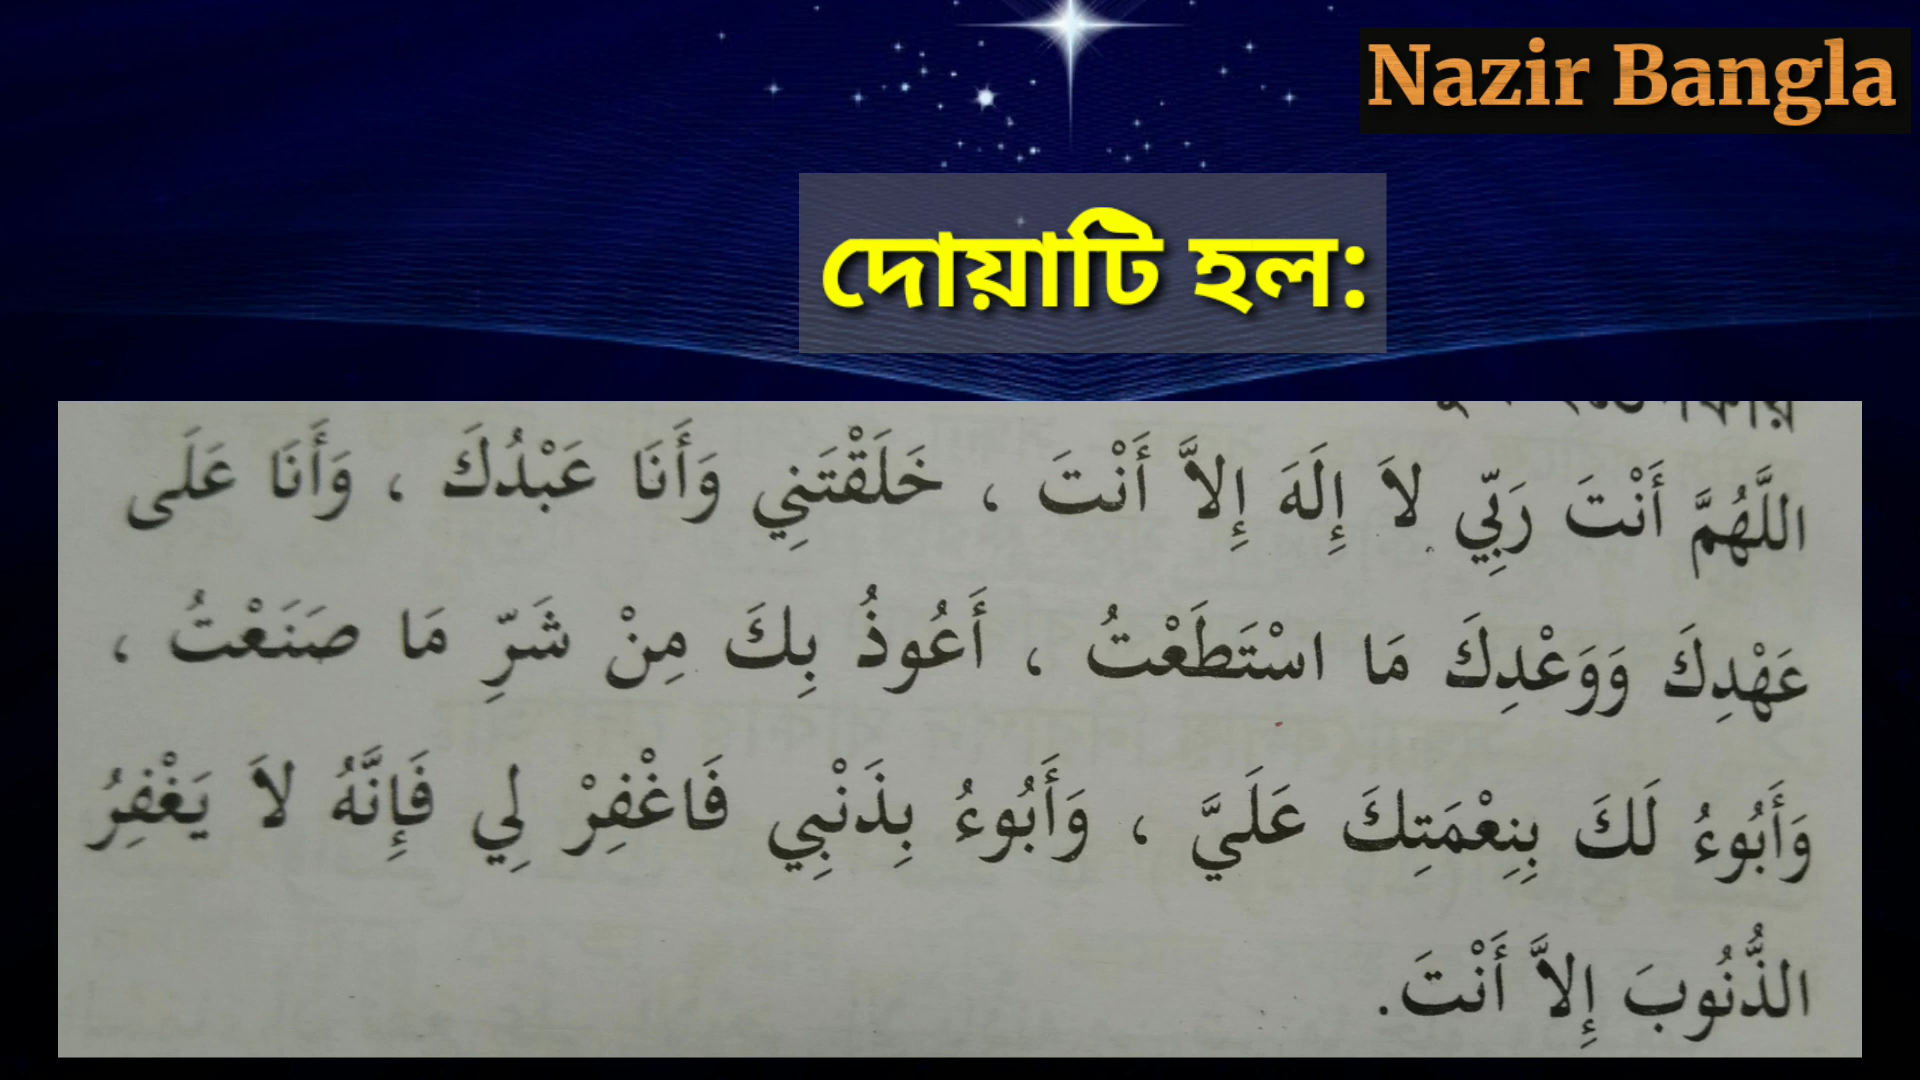 Nazir Bangla
দোয়াটি হল:
اللَّهُمَّ أَنْتَ رَبِّي لاَ إِلَهَ إِلاَّ أَنْتَ ، خَلَقْتَنِي وَأَنَا عَبْدُكَ ، وَأَنَا عَلَى
عَهْدِكَ وَوَعْدِكَ مَا اسْتَطَعْتُ ، أَعُوذُ بِكَ مِنْ شَرِّ مَا صَنَعْتُ ،
وَأَبُوءُ لَكَ بِنِعْمَتِكَ عَلَيَّ ، وَأَبُوءُ بِذَنْبِي فَاغْفِرْ لِي فَإِنَّهُ لاَ يَغْفِرُ
الذُّنُوبَ إِلاَّ أَنْتَ.